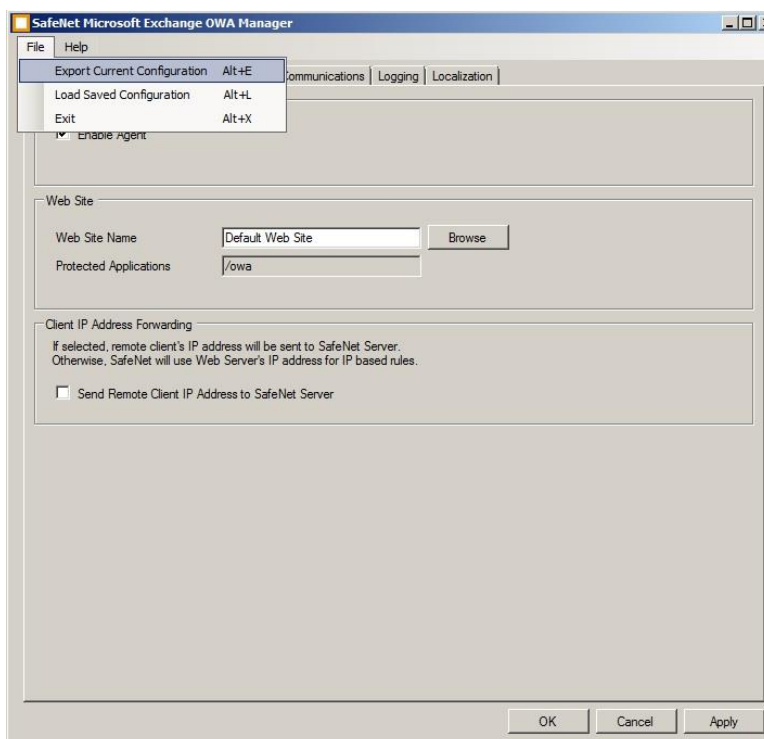 SafeNet Microsoft Exchange OWA Manager
File Help
Export Current Configuration Alt+E
Load Saved Configuration Alt+L
Exit Alt+X
Communications Logging Localization
Enable Agent
Web Site
Web Site Name Default Web Site Browse
Protected Applications /owa
Client IP Address Forwarding
If selected, remote client's IP address will be sent to SafeNet Server.
Otherwise, SafeNet will use Web Server's IP address for IP based rules.
Send Remote Client IP Address to SafeNet Server
OK Cancel Apply